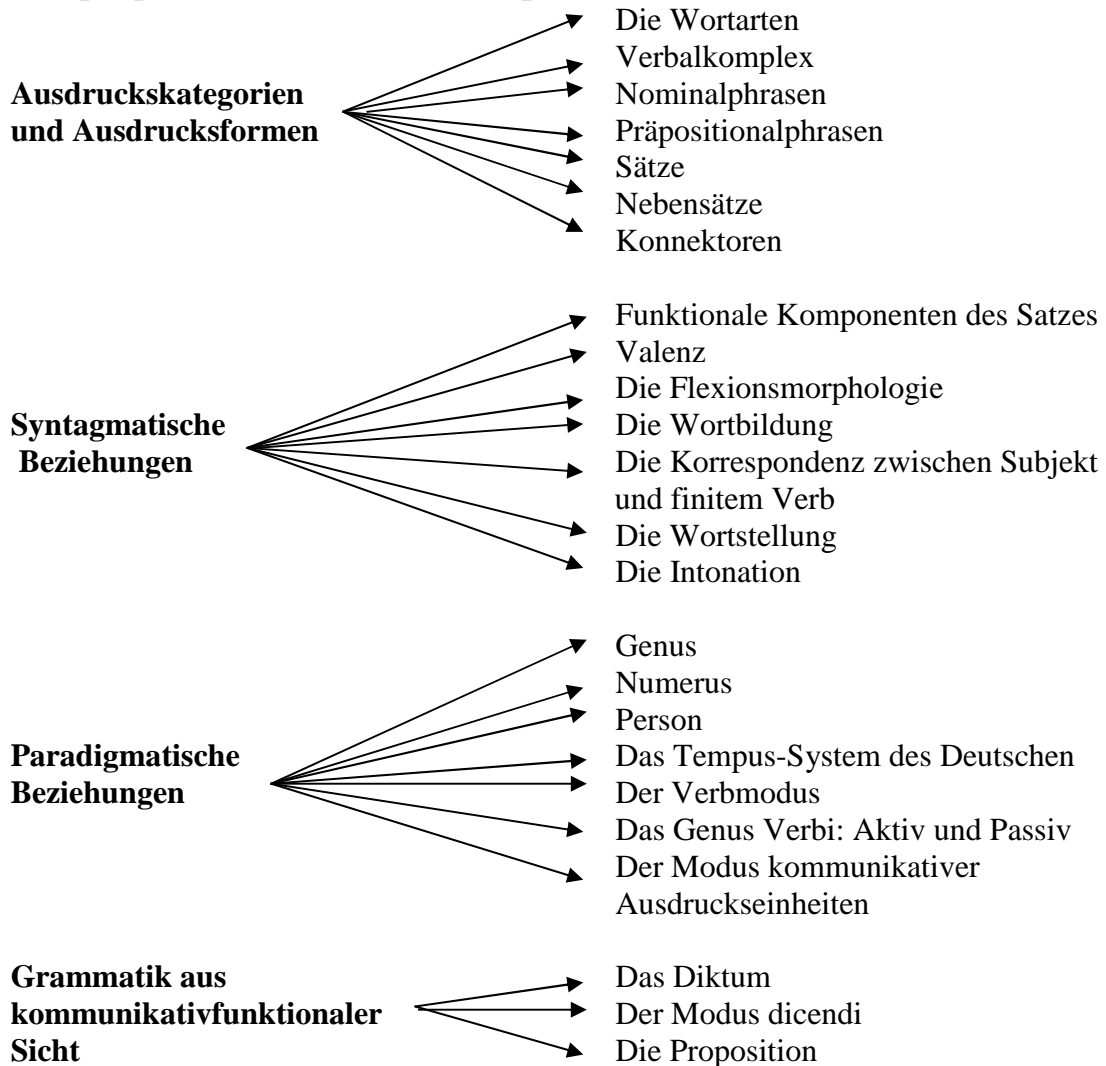 Ausdruckskategorien
und Ausdrucksformen
Die Wortarten
Verbalkomplex
Nominalphrasen
Präpositionalphrasen
Sätze
Nebensätze
Konnektoren
Syntagmatische
Beziehungen
Funktionale Komponenten des Satzes
Valenz
Die Flexionsmorphologie
Die Wortbildung
Die Korrespondenz zwischen Subjekt
und finitem Verb
Die Wortstellung
Die Intonation
Paradigmatische
Beziehungen
Genus
Numerus
Person
Das Tempus-System des Deutschen
Der Verbmodus
Das Genus Verbi: Aktiv und Passiv
Der Modus kommunikativer
Ausdruckseinheiten
Grammatik aus
kommunikativfunktionaler
Sicht
Das Diktum
Der Modus dicendi
Die Proposition